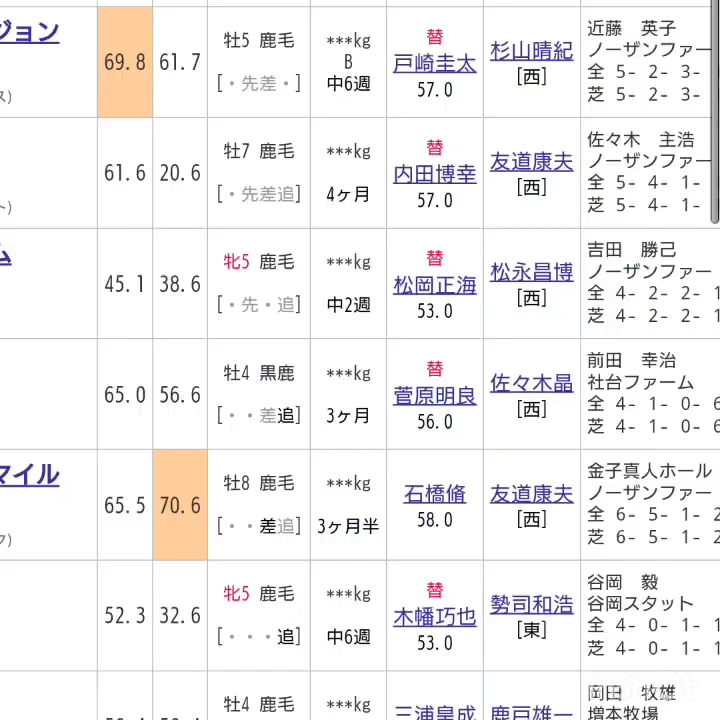 ジョン
ス)
69.8
61.7
牡5 鹿毛
[・先差・]
***kg
B
中6週
替
戸崎圭太
57.0
杉山晴紀
[西]
近藤 英子
ノーザンファー
全 5- 2- 3-
芝 5- 2- 3-
ト)
61.6
20.6
牡7 鹿毛
[・先差追]
***kg
4ヶ月
替
内田博幸
57.0
友道康夫
[西]
佐々木 主浩
ノーザンファー
全 5- 4- 1-
芝 5- 4- 1-
ム
45.1
38.6
牝5 鹿毛
[・先・追]
***kg
中2週
替
松岡正海
53.0
松永昌博
[西]
吉田 勝己
ノーザンファー
全 4- 2- 2- 1
芝 4- 2- 2- 1
65.0
56.6
牡4 黒鹿
[・・差追]
***kg
3ヶ月
替
菅原明良
56.0
佐々木晶
[西]
前田 幸治
社台ファーム
全 4- 1- 0- 6
芝 4- 1- 0- 6
マイル
ク)
65.5
70.6
牡8 鹿毛
[・・差追]
***kg
3ヶ月半
石橋脩
58.0
友道康夫
[西]
金子真人ホール
ノーザンファー
全 6- 5- 1- 2
芝 6- 5- 1- 2
52.3
32.6
牝5 鹿毛
[・・・追]
***kg
中6週
替
木幡巧也
53.0
勢司和浩
[東]
谷岡 毅
谷岡スタット
全 4- 0- 1- 1
芝 4- 0- 1- 1
牡4 鹿毛
***kg
三浦皇成
鹿戸雄一
岡田 牧雄
増本牧場